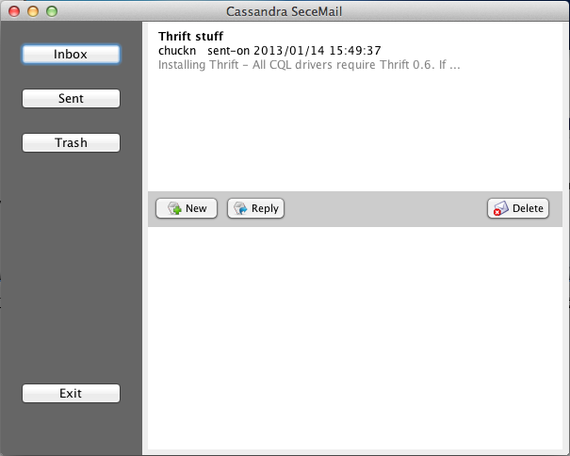 Cassandra SeceMail
Inbox
Sent
Trash
Exit
Thrift stuff
chuckn sent-on 2013/01/14 15:49:37
Installing Thrift - All CQL drivers require Thrift 0.6. If ...
New
Reply
Delete